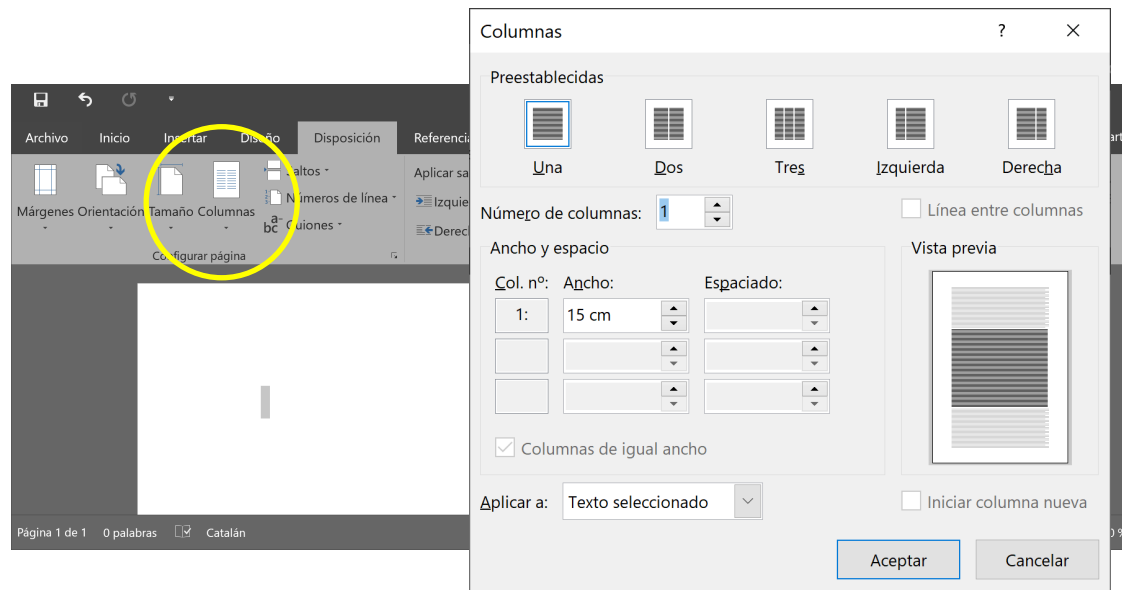 Archivo Inicio Insertar Diseño Disposición Referencia
Márgenes Orientación Tamaño Columnas
Saltos
Números de línea
Guiones
Configurar página
Aplicar sa
Izquie
Derec
Página 1 de 1 0 palabras Catalán
Columnas ?
Preestablecidas
Una Dos Tres Izquierda Derecha
Número de columnas: 1 Línea entre columnas
Ancho y espacio Vista previa
Col. nº: Ancho: Espaciado:
1: 15 cm
Columnas de igual ancho
Aplicar a: Texto seleccionado Iniciar columna nueva
Aceptar Cancelar